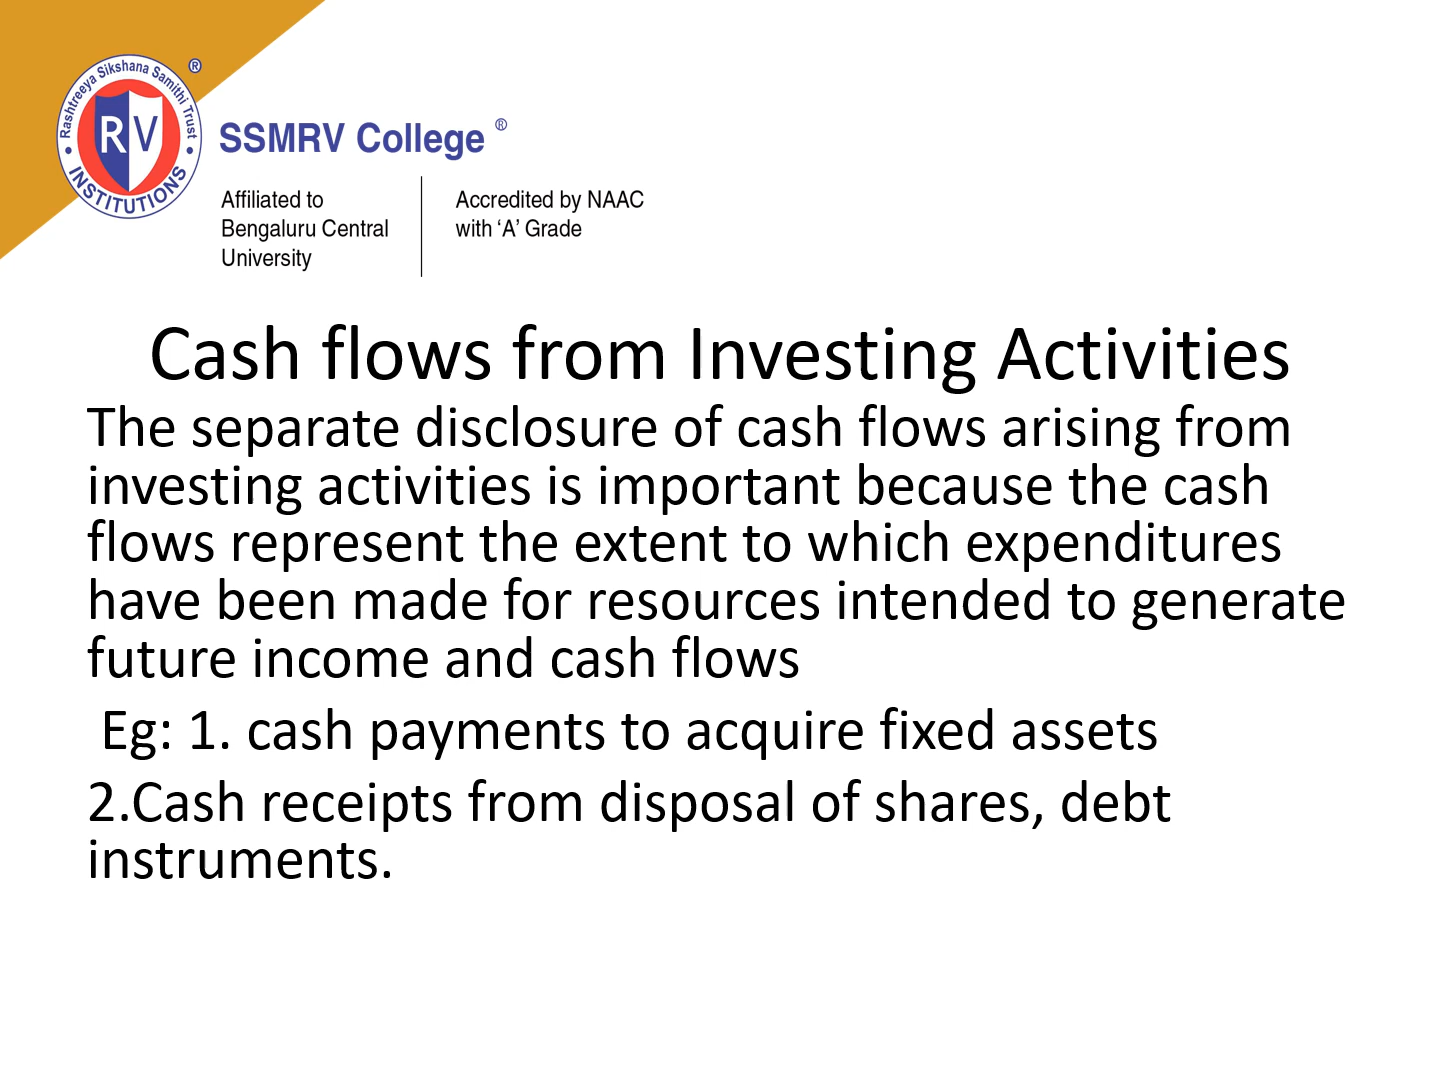 Rashtreeya Sikshana Samithi Trust
®
RV
INSTITUTIONS
SSMRV College ®
Affiliated to
Bengaluru Central
University
Accredited by NAAC
with ‘A’ Grade
Cash flows from Investing Activities
The separate disclosure of cash flows arising from
investing activities is important because the cash
flows represent the extent to which expenditures
have been made for resources intended to generate
future income and cash flows
Eg: 1. cash payments to acquire fixed assets
2.Cash receipts from disposal of shares, debt
instruments.